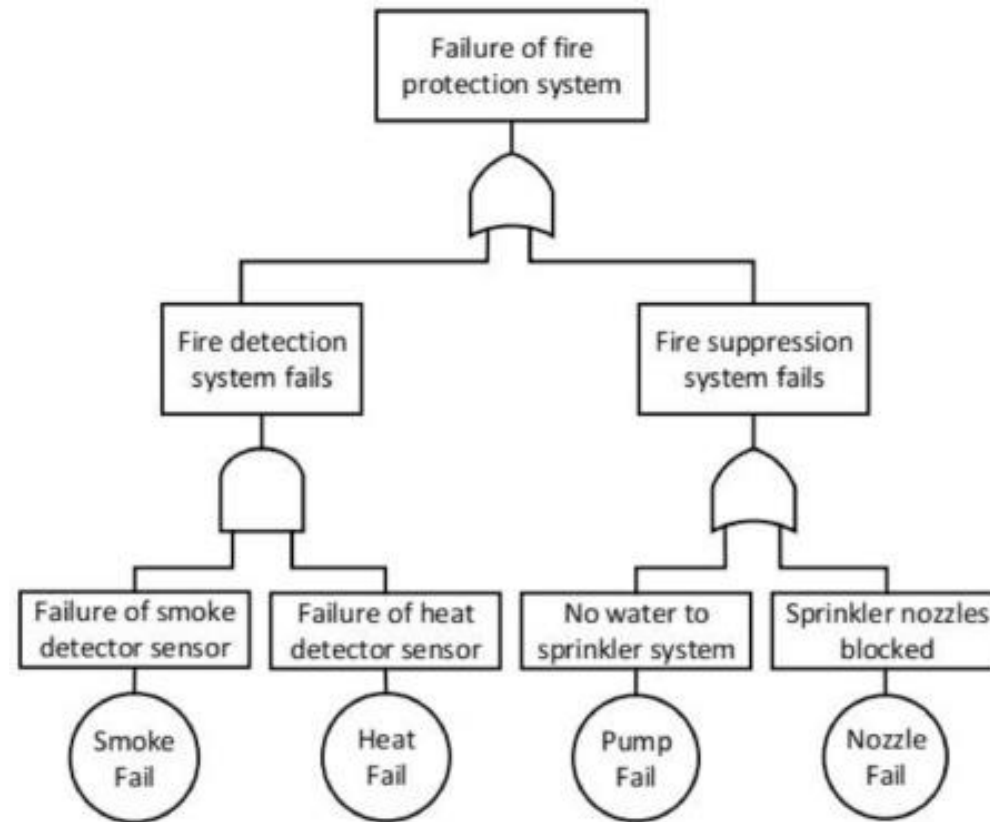 Failure of fire
protection system
Fire detection
system fails
Fire suppression
system fails
Failure of smoke
detector sensor
Failure of heat
detector sensor
No water to
sprinkler system
Sprinkler nozzles
blocked
Smoke
Fail
Heat
Fail
Pump
Fail
Nozzle
Fail